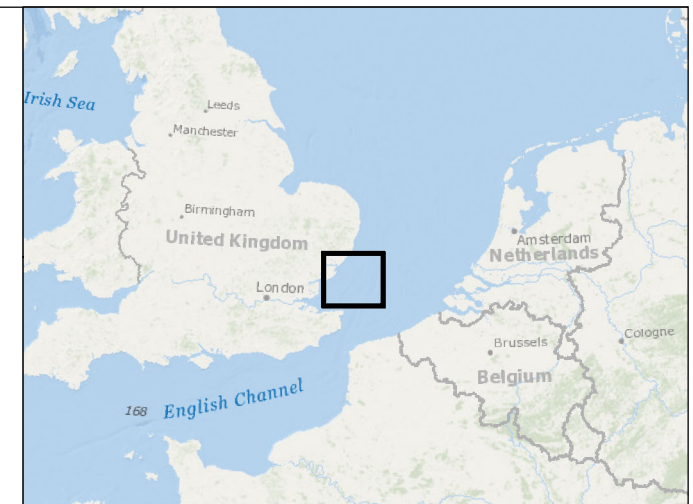 Irish Sea
Leeds
Manchester
Birmingham
United Kingdom
London
Amsterdam
Netherlands
Brussels
Cologne
Belgium
168
English Channel